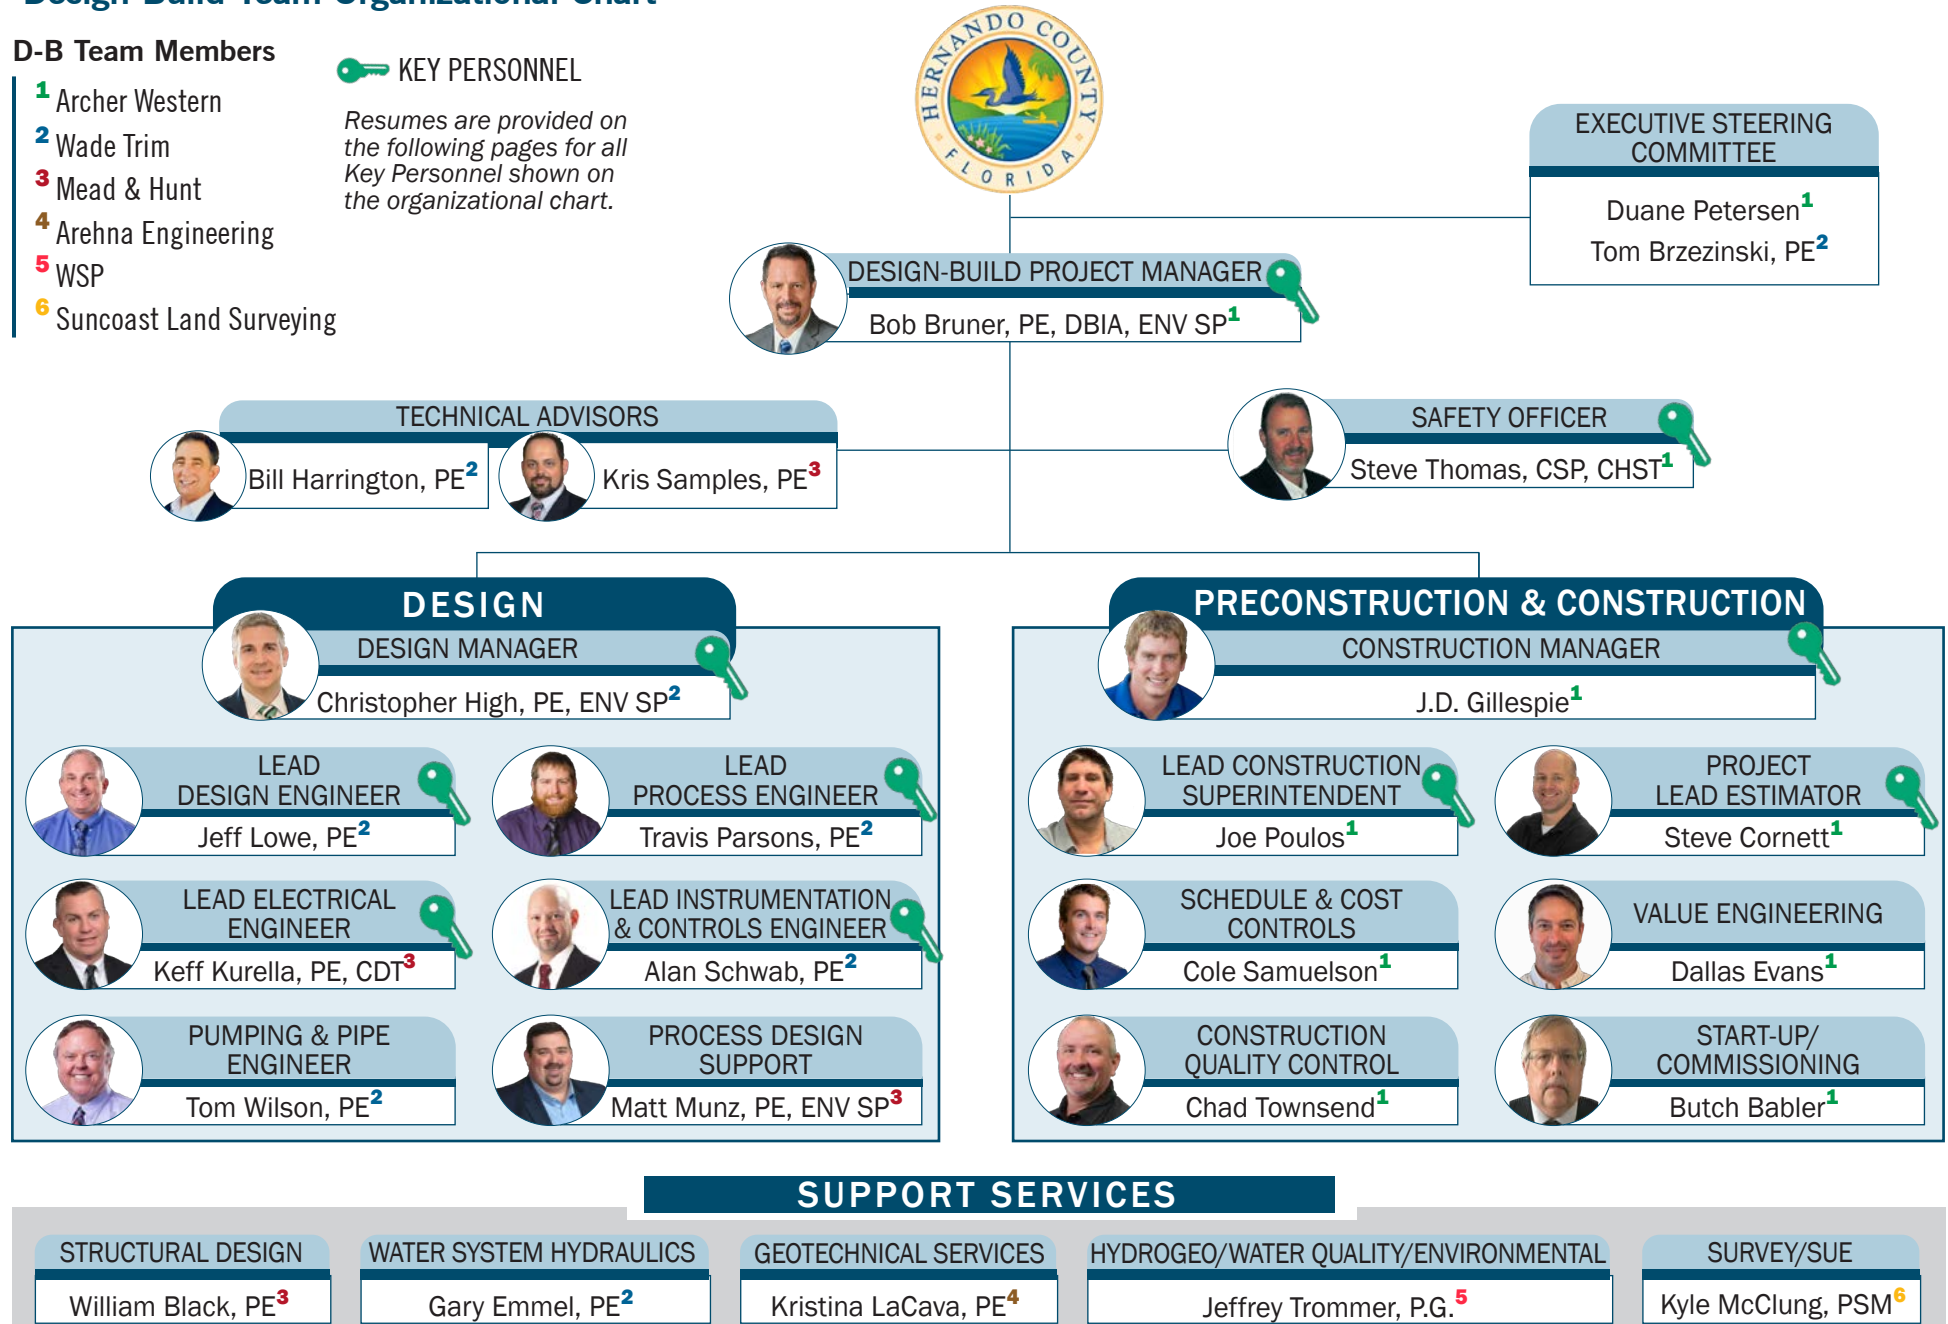 Design-Build Team Organizational Chart
D-B Team Members
1 Archer Western
2 Wade Trim
3 Mead & Hunt
4 Arehna Engineering
5 WSP
6 Suncoast Land Surveying
KEY PERSONNEL
Resumes are provided on
the following pages for all
Key Personnel shown on
the organizational chart.
HERNANDO COUNTY
FLORIDA
EXECUTIVE STEERING
COMMITTEE
Duane Petersen1
Tom Brzezinski, PE2
DESIGN-BUILD PROJECT MANAGER
Bob Bruner, PE, DBIA, ENV SP1
TECHNICAL ADVISORS
Bill Harrington, PE2
Kris Samples, PE3
SAFETY OFFICER
Steve Thomas, CSP, CHST1
DESIGN
DESIGN MANAGER
Christopher High, PE, ENV SP2
LEAD
DESIGN ENGINEER
Jeff Lowe, PE2
LEAD
PROCESS ENGINEER
Travis Parsons, PE2
LEAD ELECTRICAL
ENGINEER
Keff Kurella, PE, CDT3
LEAD INSTRUMENTATION
& CONTROLS ENGINEER
Alan Schwab, PE2
PUMPING & PIPE
ENGINEER
Tom Wilson, PE2
PROCESS DESIGN
SUPPORT
Matt Munz, PE, ENV SP3
PRECONSTRUCTION & CONSTRUCTION
CONSTRUCTION MANAGER
J.D. Gillespie1
LEAD CONSTRUCTION
SUPERINTENDENT
Joe Poulos1
PROJECT
LEAD ESTIMATOR
Steve Cornett1
SCHEDULE & COST
CONTROLS
Cole Samuelson1
VALUE ENGINEERING
Dallas Evans1
CONSTRUCTION
QUALITY CONTROL
Chad Townsend1
START-UP/
COMMISSIONING
Butch Babler1
SUPPORT SERVICES
STRUCTURAL DESIGN
William Black, PE3
WATER SYSTEM HYDRAULICS
Gary Emmel, PE2
GEOTECHNICAL SERVICES
Kristina LaCava, PE4
HYDROGEO/WATER QUALITY/ENVIRONMENTAL
Jeffrey Trommer, P.G.5
SURVEY/SUE
Kyle McClung, PSM6